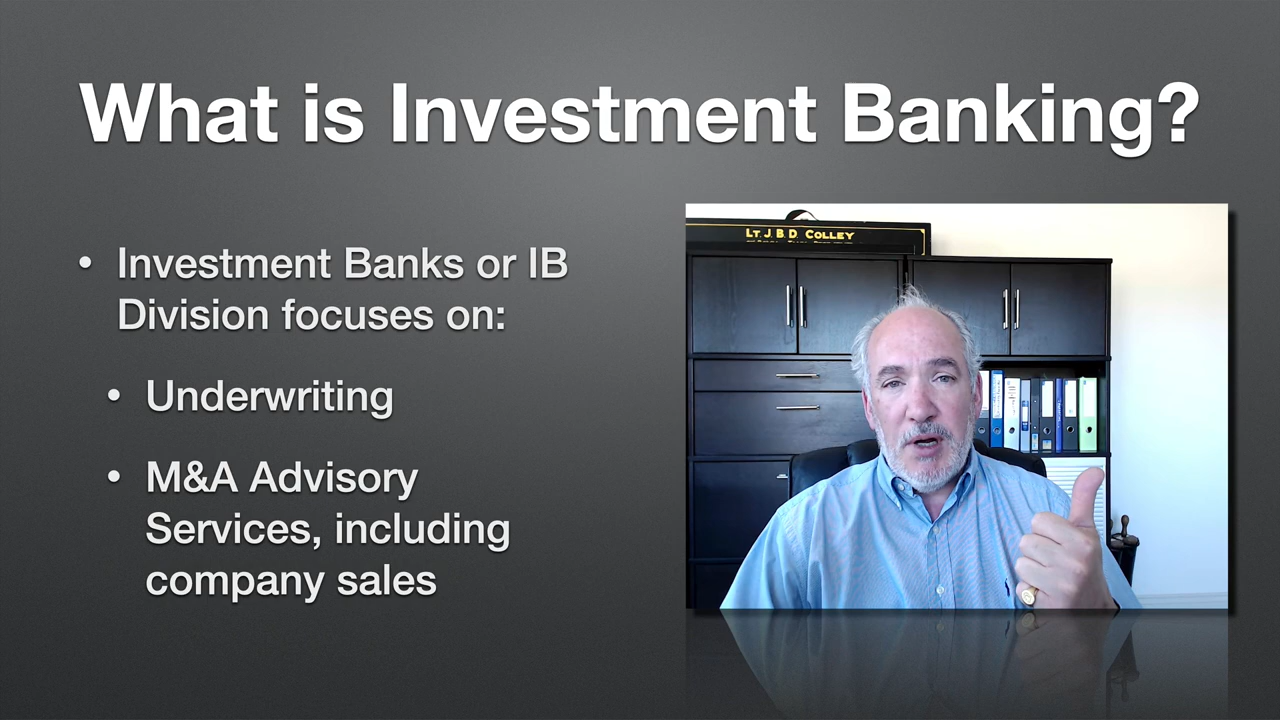 What is Investment Banking?
• Investment Banks or IB
Division focuses on:
• Underwriting
• M&A Advisory
Services, including
company sales
LT. J. B. D COLLEY